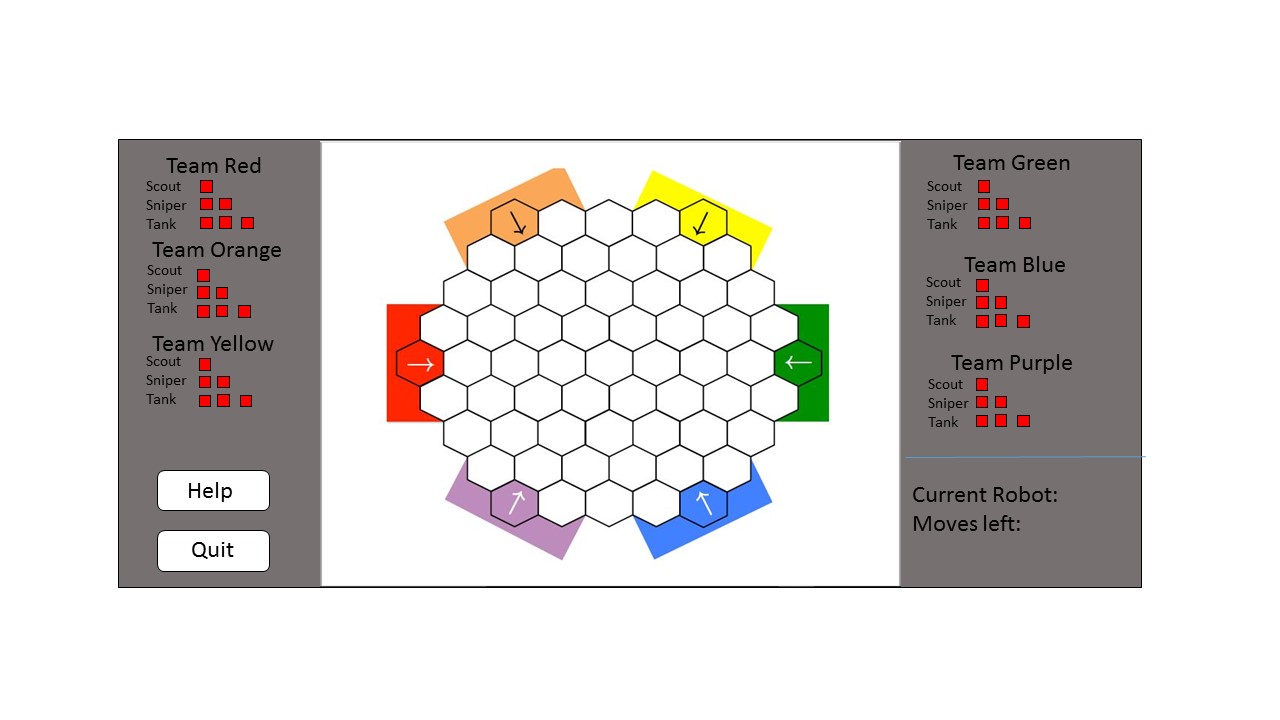 Team Red
Scout
Sniper
Tank
Team Orange
Scout
Sniper
Tank
Team Yellow
Scout
Sniper
Tank
Help
Quit
Team Green
Scout
Sniper
Tank
Team Blue
Scout
Sniper
Tank
Team Purple
Scout
Sniper
Tank
Current Robot:
Moves left: